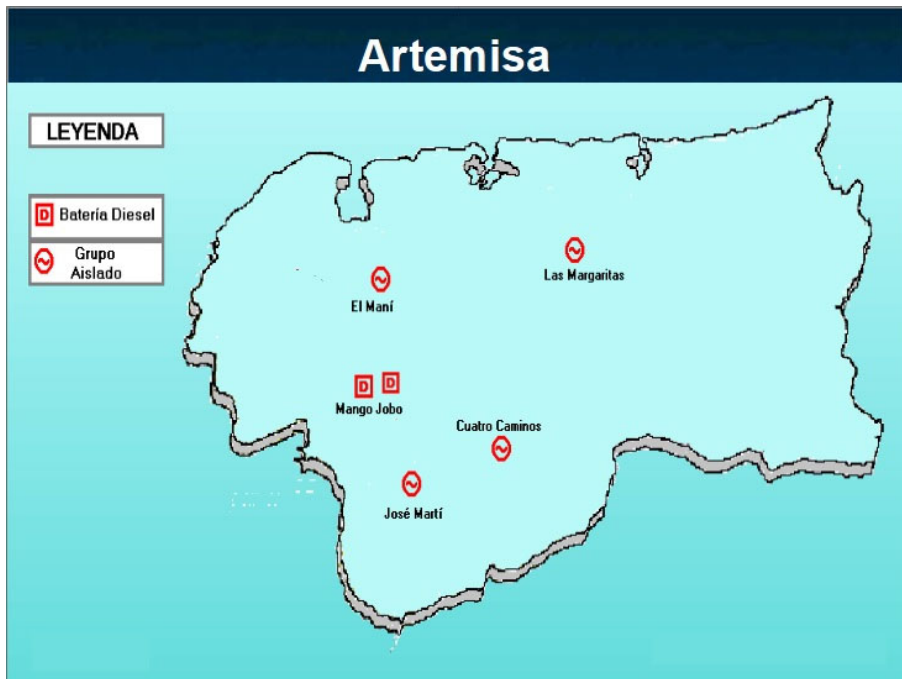 Artemisa
LEYENDA
D Batería Diesel
Grupo
Aislado
Las Margaritas
El Maní
D D
Mango Jobo
Cuatro Caminos
José Martí